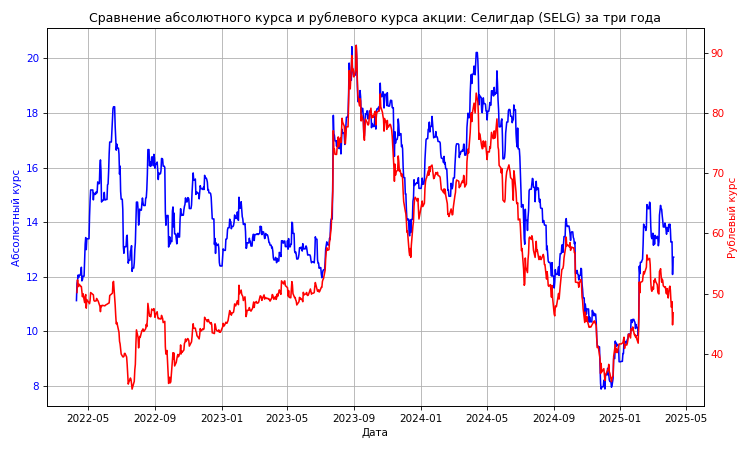 Сравнение абсолютного курса и рублевого курса акции: Селигдар (SELG) за три года
Абсолютный курс
20
18
16
14
12
10
8
90
80
70
60
50
40
Рублевый курс
2022-05 2022-09 2023-01 2023-05 2023-09 2024-01 2024-05 2024-09 2025-01 2025-05
Дата